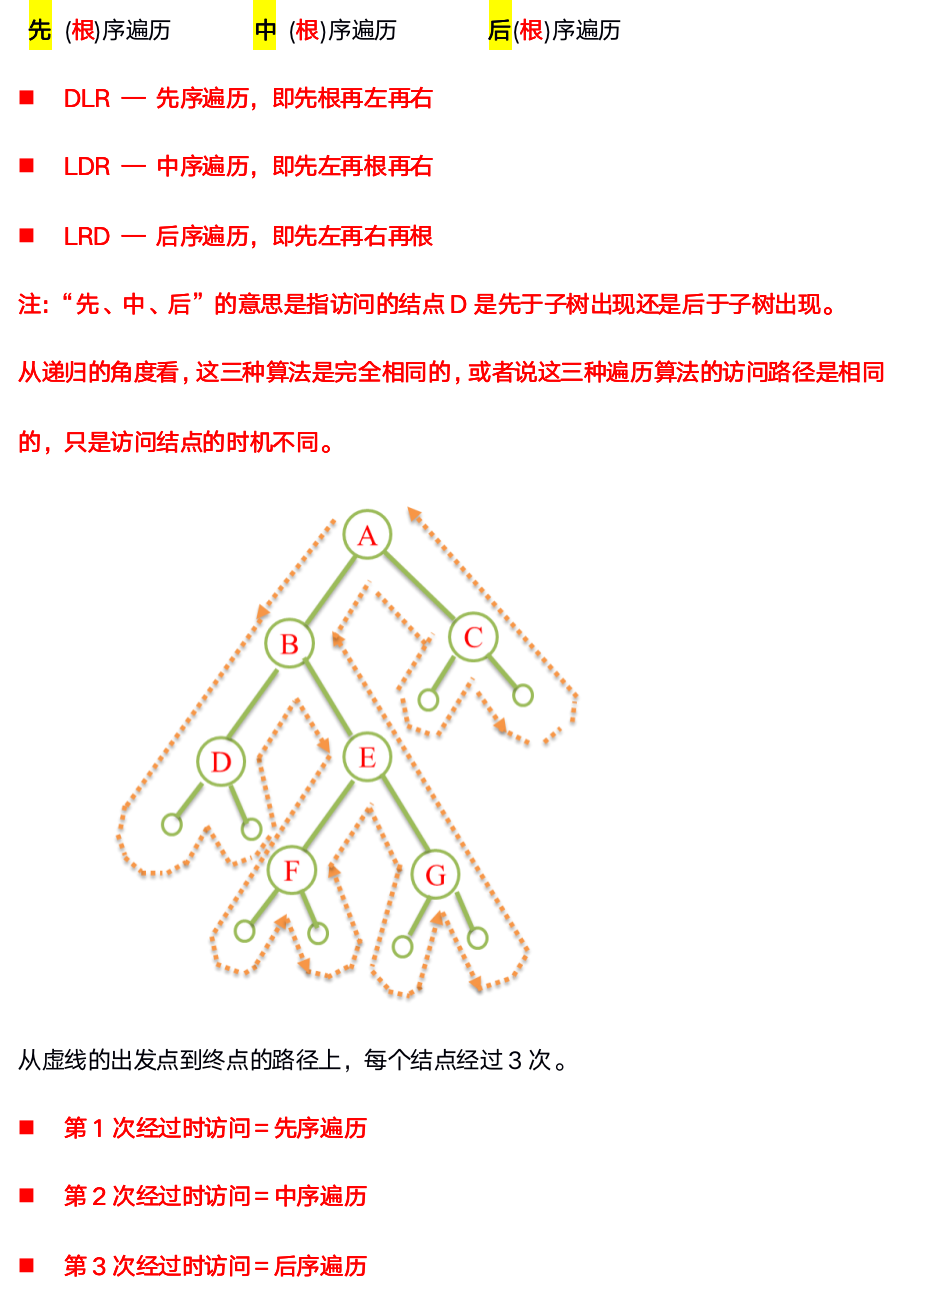 先 (根)序遍历 中 (根)序遍历 后(根)序遍历
■ DLR — 先序遍历，即先根再左再右
■ LDR — 中序遍历，即先左再根再右
■ LRD — 后序遍历，即先左再右再根
注:“先、中、后”的意思是指访问的结点 D 是先于子树出现还是后于子树出现。
从递归的角度看,这三种算法是完全相同的,或者说这三种遍历算法的访问路径是相同
的，只是访问结点的时机不同。
A
B
C
D
E
F
G
从虚线的出发点到终点的路径上，每个结点经过 3 次。
■ 第 1 次经过时访问 = 先序遍历
■ 第 2 次经过时访问 = 中序遍历
■ 第 3 次经过时访问 = 后序遍历